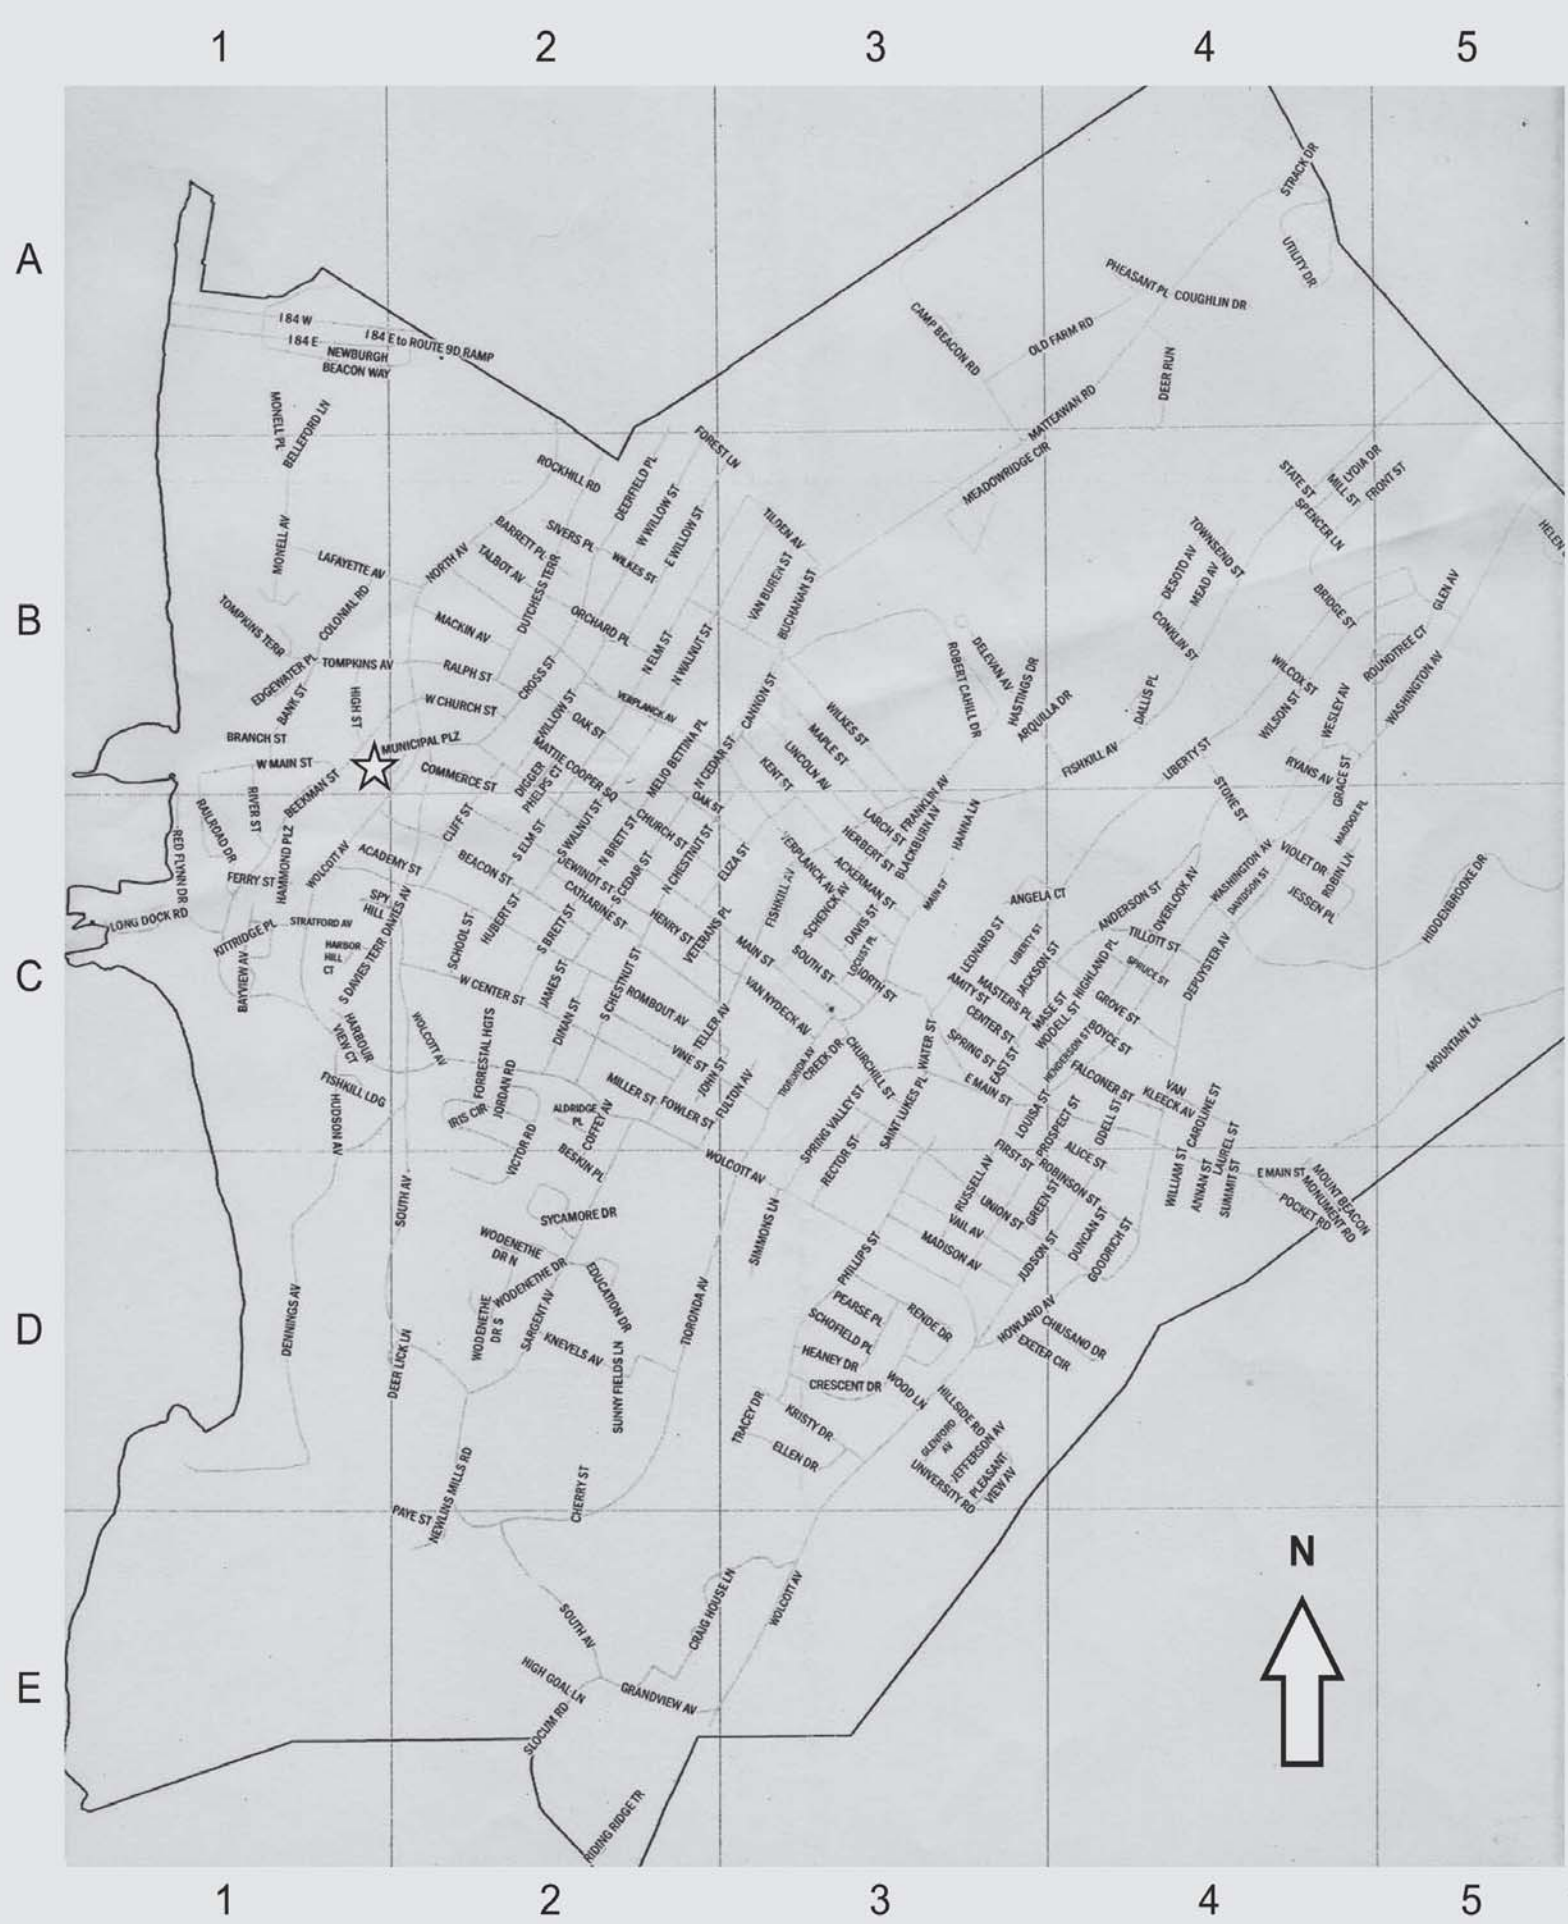 1 2 3 4 5
A
STRACK DR
UTILITY DR
PHEASANT PL
COUGHLIN DR
CAMP BEACON RD
OLD FARM RD
I 84 W
I 84 E
I 84 E to ROUTE 9D RAMP
NEWBURGH
BEACON WAY
DEER RUN
MATTEAWAN RD
MONELL PL
BELLEFORD LN
FOREST LN
MEADOWRIDGE CIR
ROCKHILL RD
DEERFIELD PL
W WILLOW ST
E WILLOW ST
STATE ST
LYDIA DR
MILL ST
FRONT ST
SPENCER LN
HELEN
TILDEN AV
BARRETT PL
SIVERS PL
TALBOT AV
WILKES ST
MONELL AV
LAFAYETTE AV
NORTH AV
DUTCHESS TERR
VAN BUREN ST
BUCHANAN ST
TOWNSEND ST
DESOTO AV
MEAD AV
B
COLONIAL RD
TOMPKINS TERR
MACKIN AV
ORCHARD PL
N ELM ST
N WALNUT ST
CONKLIN ST
BRIDGE ST
GLEN AV
ROUNDTREE CT
EDGEWATER PL
TOMPKINS AV
RALPH ST
CROSS ST
ROBERT CAHILL DR
DELEVAN AV
HASTINGS DR
ARQUILLA DR
DALLIS PL
WILCOX ST
WILSON ST
WESLEY AV
WASHINGTON AV
BANK ST
HIGH ST
W CHURCH ST
WILLOW ST
OAK ST
VERPLANCK AV
CANNON ST
WILKES ST
MAPLE ST
LINCOLN AV
KENT ST
BRANCH ST
MUNICIPAL PLZ
MATTIE COOPER SQ
MELIO BETTINA PL
N CEDAR ST
FISHKILL AV
LIBERTY ST
RYANS AV
GRACE ST
W MAIN ST
BEEKMAN ST
COMMERCE ST
DIGGER
PHELPS CT
OAK ST
STONE ST
MADDOX PL
RIVER ST
RAILROAD DR
RED FLYNN DR
HAMMOND PLZ
CUFF ST
S ELM ST
S WALNUT ST
N BRETT ST
CHURCH ST
LARCH ST
FRANKLIN AV
BLACKBURN AV
HANNA LN
HERBERT ST
WOLCOTT AV
ACADEMY ST
BEACON ST
DEWINDT ST
S CEDAR ST
N CHESTNUT ST
ELIZA ST
VERPLANCK AV
ACKERMAN ST
FISHKILL AV
SCHENCK AV
MAIN ST
ANGELA CT
ANDERSON ST
OVERLOOK AV
WASHINGTON AV
DAVIDSON ST
VIOLET DR
ROBIN LN
JESSEN PL
HIDDENBROOKE DR
FERRY ST
SPY
HILL
DAVIES AV
CATHARINE ST
HENRY ST
VETERANS PL
DAVIS ST
LOCUST PL
LONG DOCK RD
KITTRIDGE PL
STRATFORD AV
HARBOR
HILL
CT
SCHOOL ST
HUBERT ST
S BRETT ST
MAIN ST
SOUTH ST
NORTH ST
LEONARD ST
LIBERTY ST
JACKSON ST
TILLOTT ST
HIGHLAND PL
SPRUCE ST
DEPUYSTER AV
C
BAYVIEW AV
S DAVIES TERR
W CENTER ST
JAMES ST
S CHESTNUT ST
ROMBOUT AV
VAN NYDECK AV
AMITY ST
MASTERS PL
CENTER ST
MASE ST
WODELL ST
GROVE ST
BOYCE ST
HARBOUR
VIEW CT
WOLCOTT AV
FORRESTAL HGTS
JORDAN RD
DINAN ST
TELLER AV
VINE ST
JOHN ST
TIORONDA AV
CREEK DR
CHURCHILL ST
WATER ST
SPRING ST
EAST ST
HENDERSON ST
FALCONER ST
VAN
KLEECK AV
CAROLINE ST
MOUNTAIN LN
FISHKILL LDG
HUDSON AV
IRIS CIR
ALDRIDGE
PL
COFFEY AV
MILLER ST
FOWLER ST
FULTON AV
SPRING VALLEY ST
SAINT LUKES PL
E MAIN ST
LOUISA ST
PROSPECT ST
ODELL ST
LAUREL ST
VICTOR RD
BESKIN PL
WOLCOTT AV
RECTOR ST
FIRST ST
ALICE ST
ROBINSON ST
WILLIAM ST
ANNAN ST
SUMMIT ST
E MAIN ST
MOUNT BEACON
MONUMENT RD
POCKET RD
SOUTH AV
SYCAMORE DR
SIMMONS LN
RUSSELL AV
UNION ST
GREEN ST
DUNCAN ST
GOODRICH ST
WODENETHE
DR N
WODENETHE DR
VAIL AV
MADISON AV
JUDSON ST
PHILLIPS ST
EDUCATION DR
D
DENNINGS AV
WODENETHE
DR S
SARGENT AV
KNEVELS AV
TIORONDA AV
PEARSE PL
SCHOFIELD PL
RENDE DR
HOWLAND AV
CHIUSANO DR
EXETER CIR
HEANEY DR
CRESCENT DR
WOOD LN
DEER LICK LN
SUNNY FIELDS LN
TRACEY DR
KRISTY DR
ELLEN DR
HILLSIDE RD
GLENFORD
AV
JEFFERSON AV
PLEASANT
VIEW AV
UNIVERSITY RD
NEWLINS MILLS RD
PAYE ST
CHERRY ST
N
CRAIG HOUSE LN
WOLCOTT AV
SOUTH AV
E
HIGH GOAL LN
GRANDVIEW AV
SLOCUM RD
RIDING RIDGE TR
1 2 3 4 5